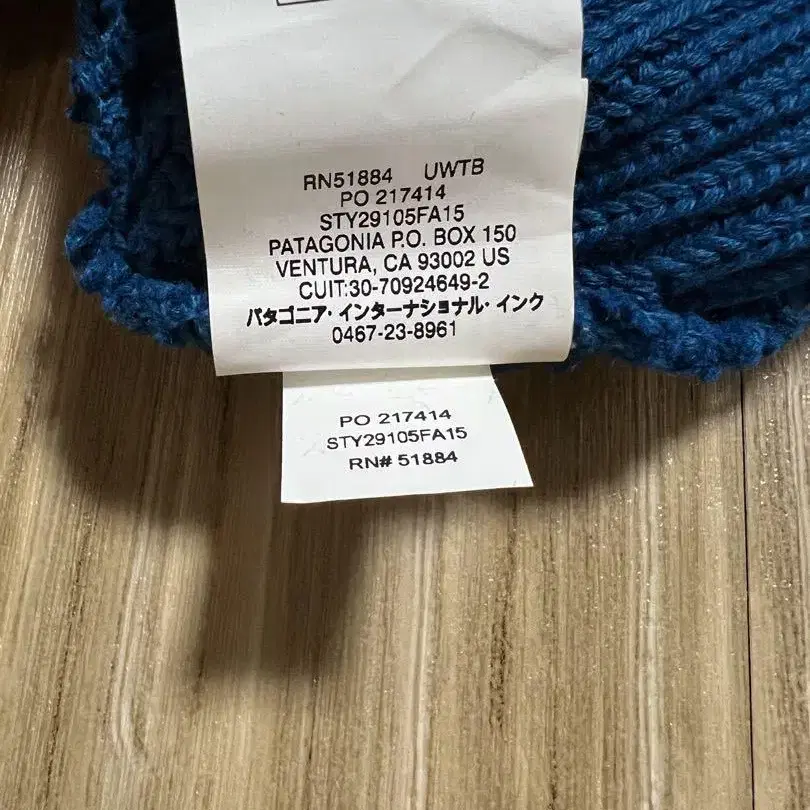 RN51884 UWTB
PO 217414
STY29105FA15
PATAGONIA P.O. BOX 150
VENTURA, CA 93002 US
CUIT:30-70924649-2
パタゴニア・インターナショナル・インク
0467-23-8961
PO 217414
STY29105FA15
RN# 51884